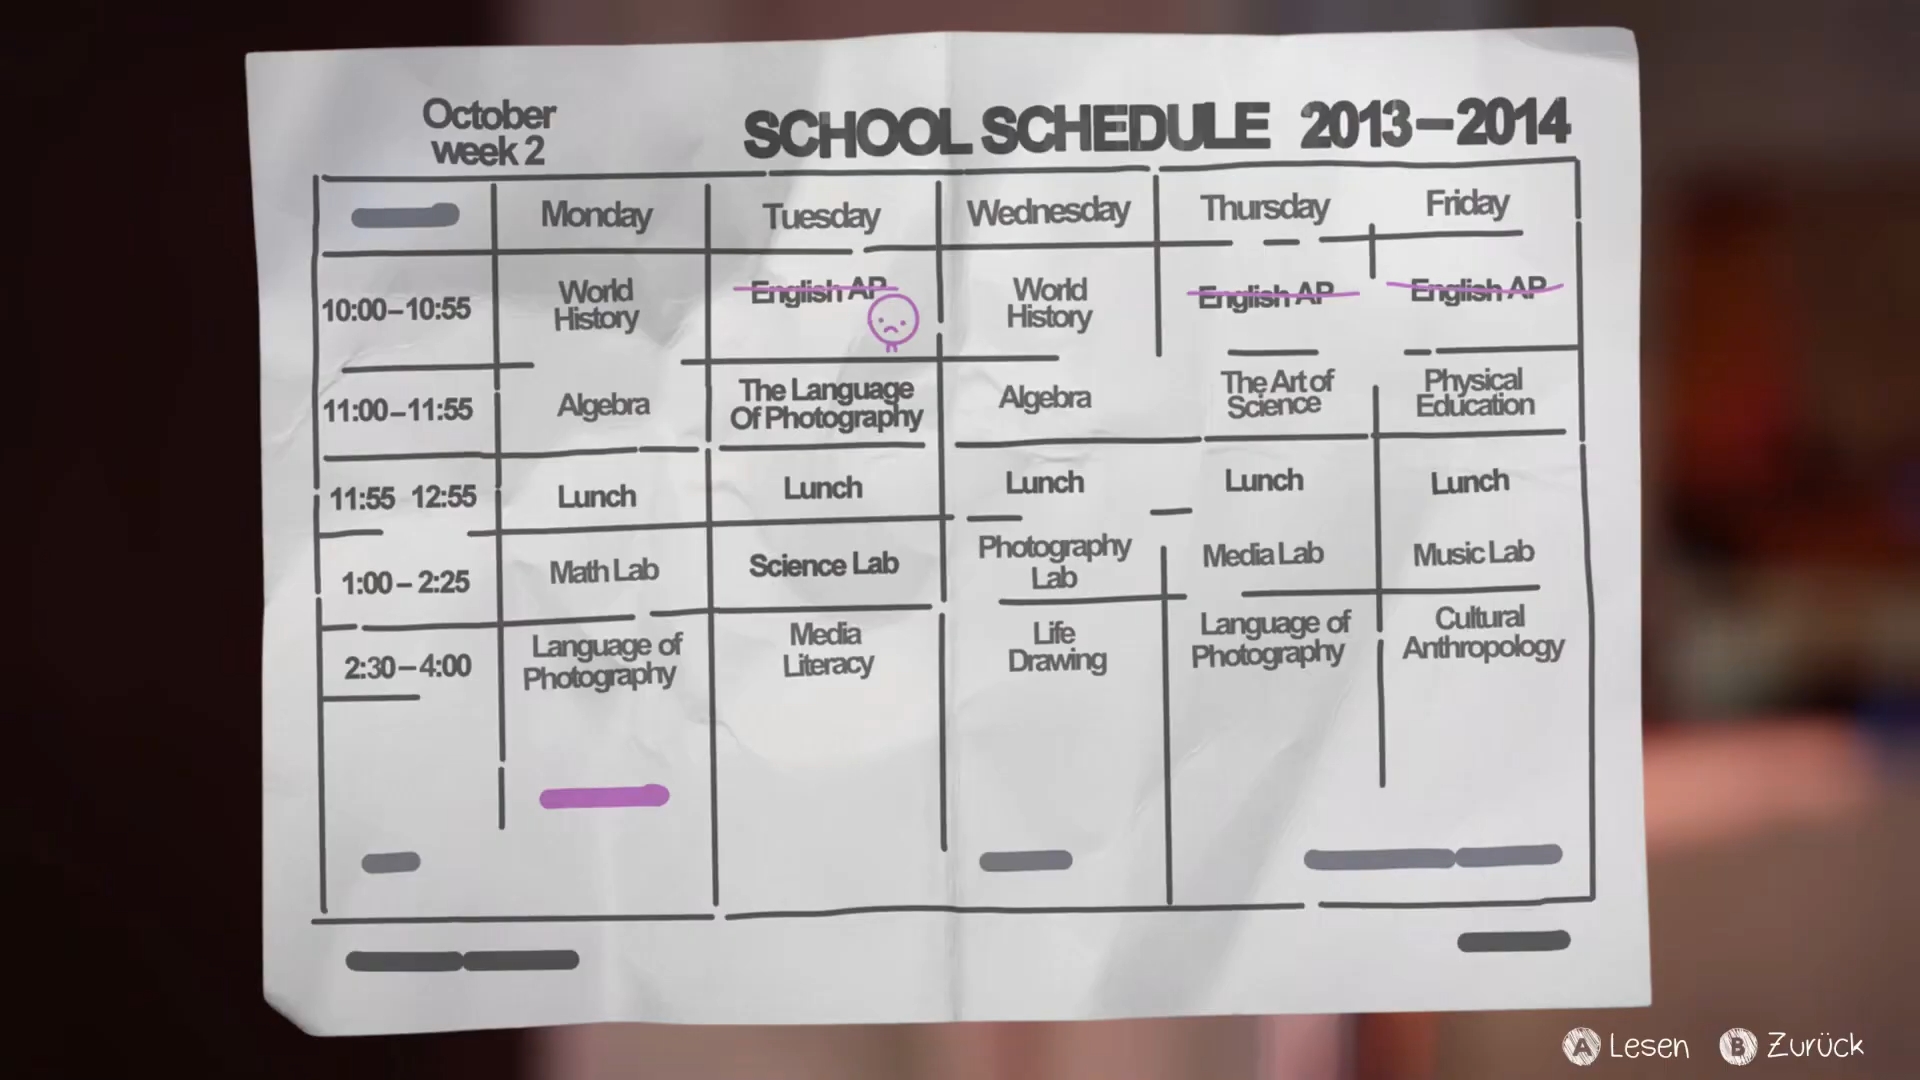 October
week 2
SCHOOL SCHEDULE 2013-2014
Monday Tuesday Wednesday Thursday Friday
10:00-10:55 World History English AP World History English AP English AP
11:00-11:55 Algebra The Language Of Photography Algebra The Art of Science Physical Education
11:55 12:55 Lunch Lunch Lunch Lunch Lunch
1:00-2:25 Math Lab Science Lab Photography Lab Media Lab Music Lab
2:30-4:00 Language of Photography Media Literacy Life Drawing Language of Photography Cultural Anthropology
A Lesen B Zurück